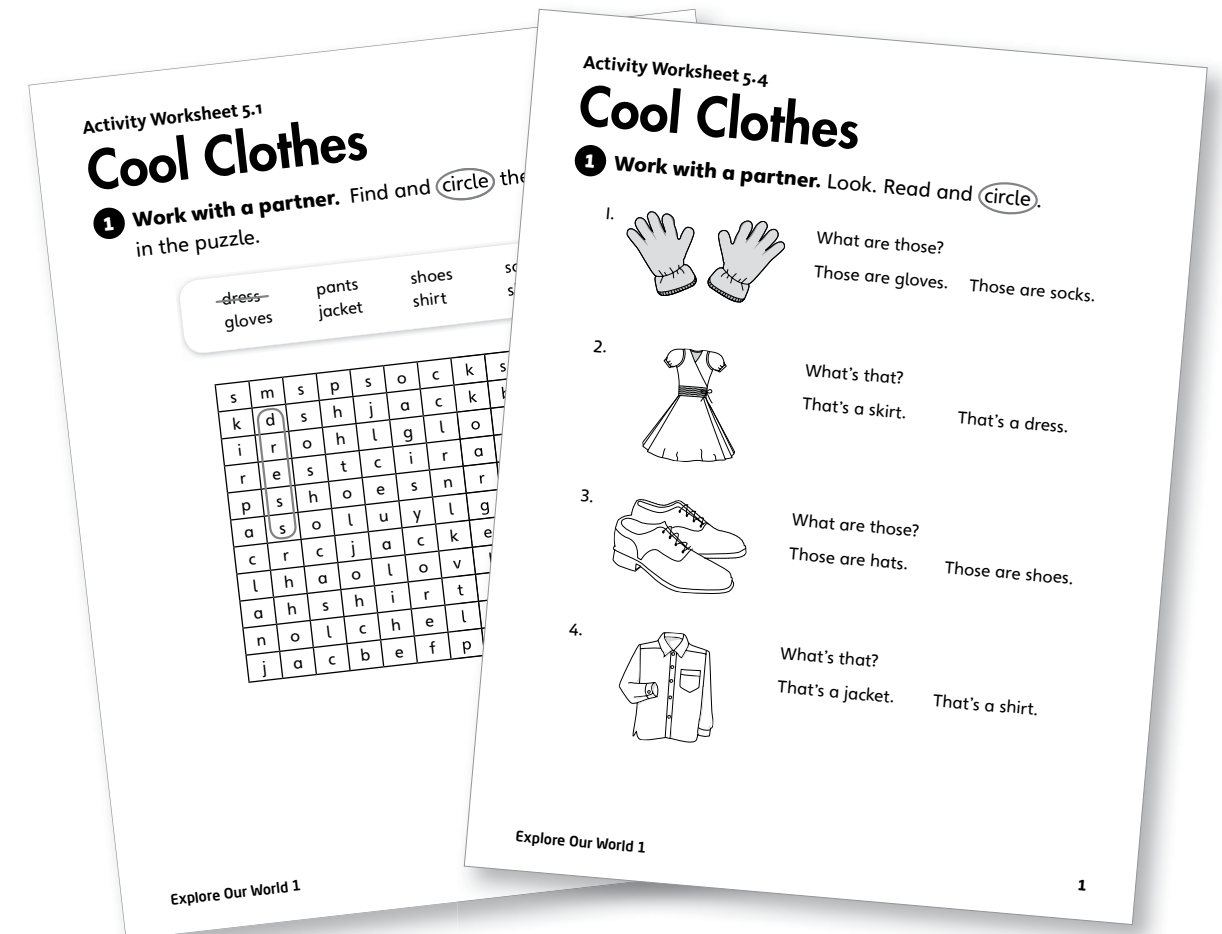 Activity Worksheet 5.1
Cool Clothes
1 Work with a partner. Find and circle the
in the puzzle.
dress pants shoes
gloves jacket shirt
s m s p s o c k s
k d s h j a c k
i r o h l g l o
r e s t c i r a
p s h o e s n r
a s o l u y l g
c r c j a c k e
l h a o l o v
a h s h i r t
n o l c h e l
j a c b e f p
Explore Our World 1
Activity Worksheet 5.4
Cool Clothes
1 Work with a partner. Look. Read and circle.
1.
What are those?
Those are gloves. Those are socks.
2.
What's that?
That's a skirt. That's a dress.
3.
What are those?
Those are hats. Those are shoes.
4.
What's that?
That's a jacket. That's a shirt.
Explore Our World 1
1